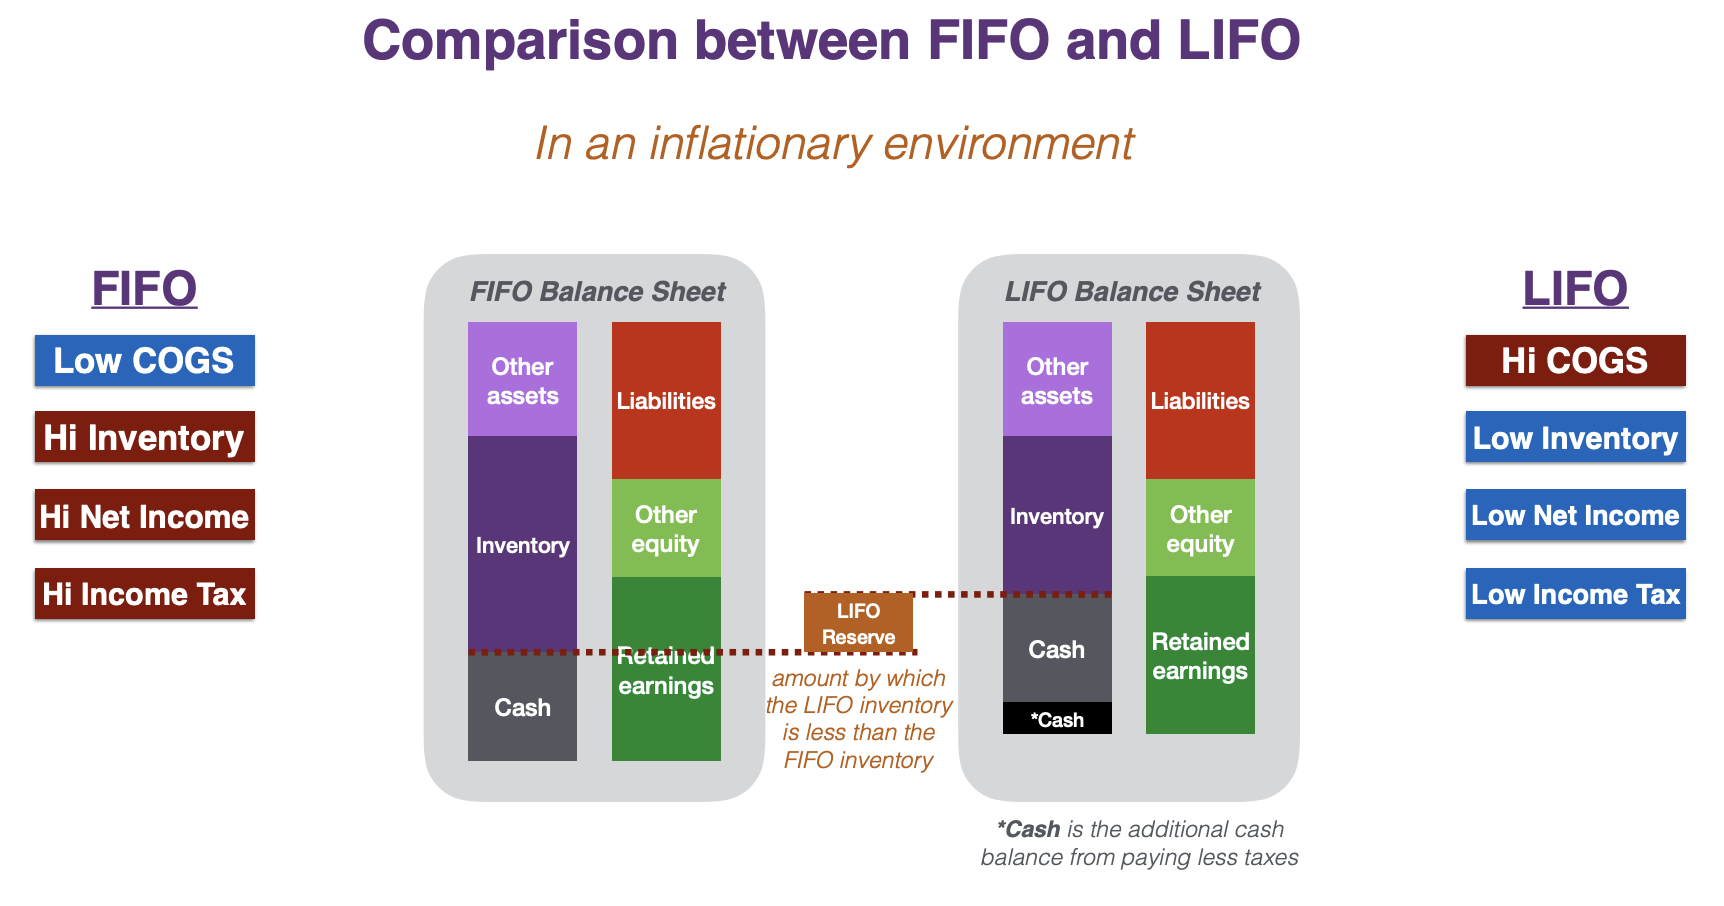 Comparison between FIFO and LIFO
In an inflationary environment
FIFO
Low COGS
Hi Inventory
Hi Net Income
Hi Income Tax
FIFO Balance Sheet
Other
assets
Inventory
Cash
Liabilities
Other
equity
Retained
earnings
LIFO
Reserve
amount by which
the LIFO inventory
is less than the
FIFO inventory
LIFO Balance Sheet
Other
assets
Inventory
Cash
*Cash
Liabilities
Other
equity
Retained
earnings
*Cash is the additional cash
balance from paying less taxes
LIFO
Hi COGS
Low Inventory
Low Net Income
Low Income Tax